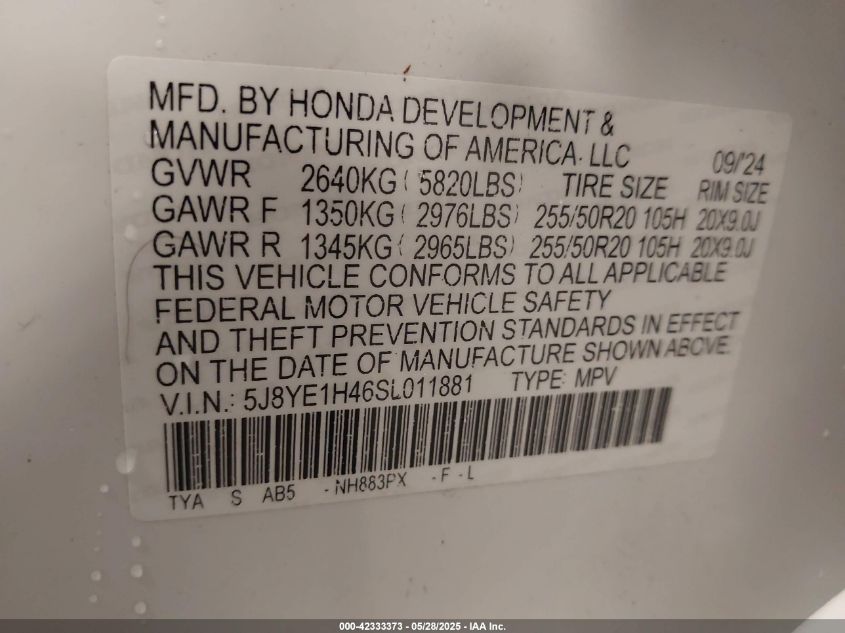 MFD. BY HONDA DEVELOPMENT &
MANUFACTURING OF AMERICA. LLC 09/'24
GVWR 2640KG ( 5820LBS) TIRE SIZE RIM SIZE
GAWR F 1350KG ( 2976LBS) 255/50R20 105H 20X9.0J
GAWR R 1345KG ( 2965LBS) 255/50R20 105H 20X9.0J
THIS VEHICLE CONFORMS TO ALL APPLICABLE
FEDERAL MOTOR VEHICLE SAFETY
AND THEFT PREVENTION STANDARDS IN EFFECT
ON THE DATE OF MANUFACTURE SHOWN ABOVE.
V.I.N.: 5J8YE1H46SL011881 TYPE: MPV
TYA S AB5 -NH883PX -F -L
000-42333373 - 05/28/2025 - IAA Inc.